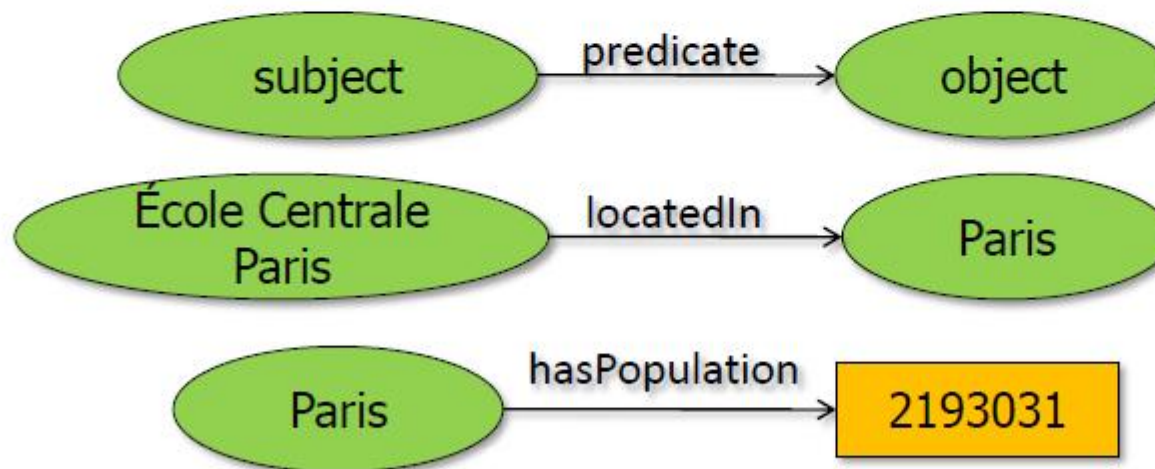 subject predicate object
École Centrale
Paris
locatedIn
Paris
Paris hasPopulation 2193031